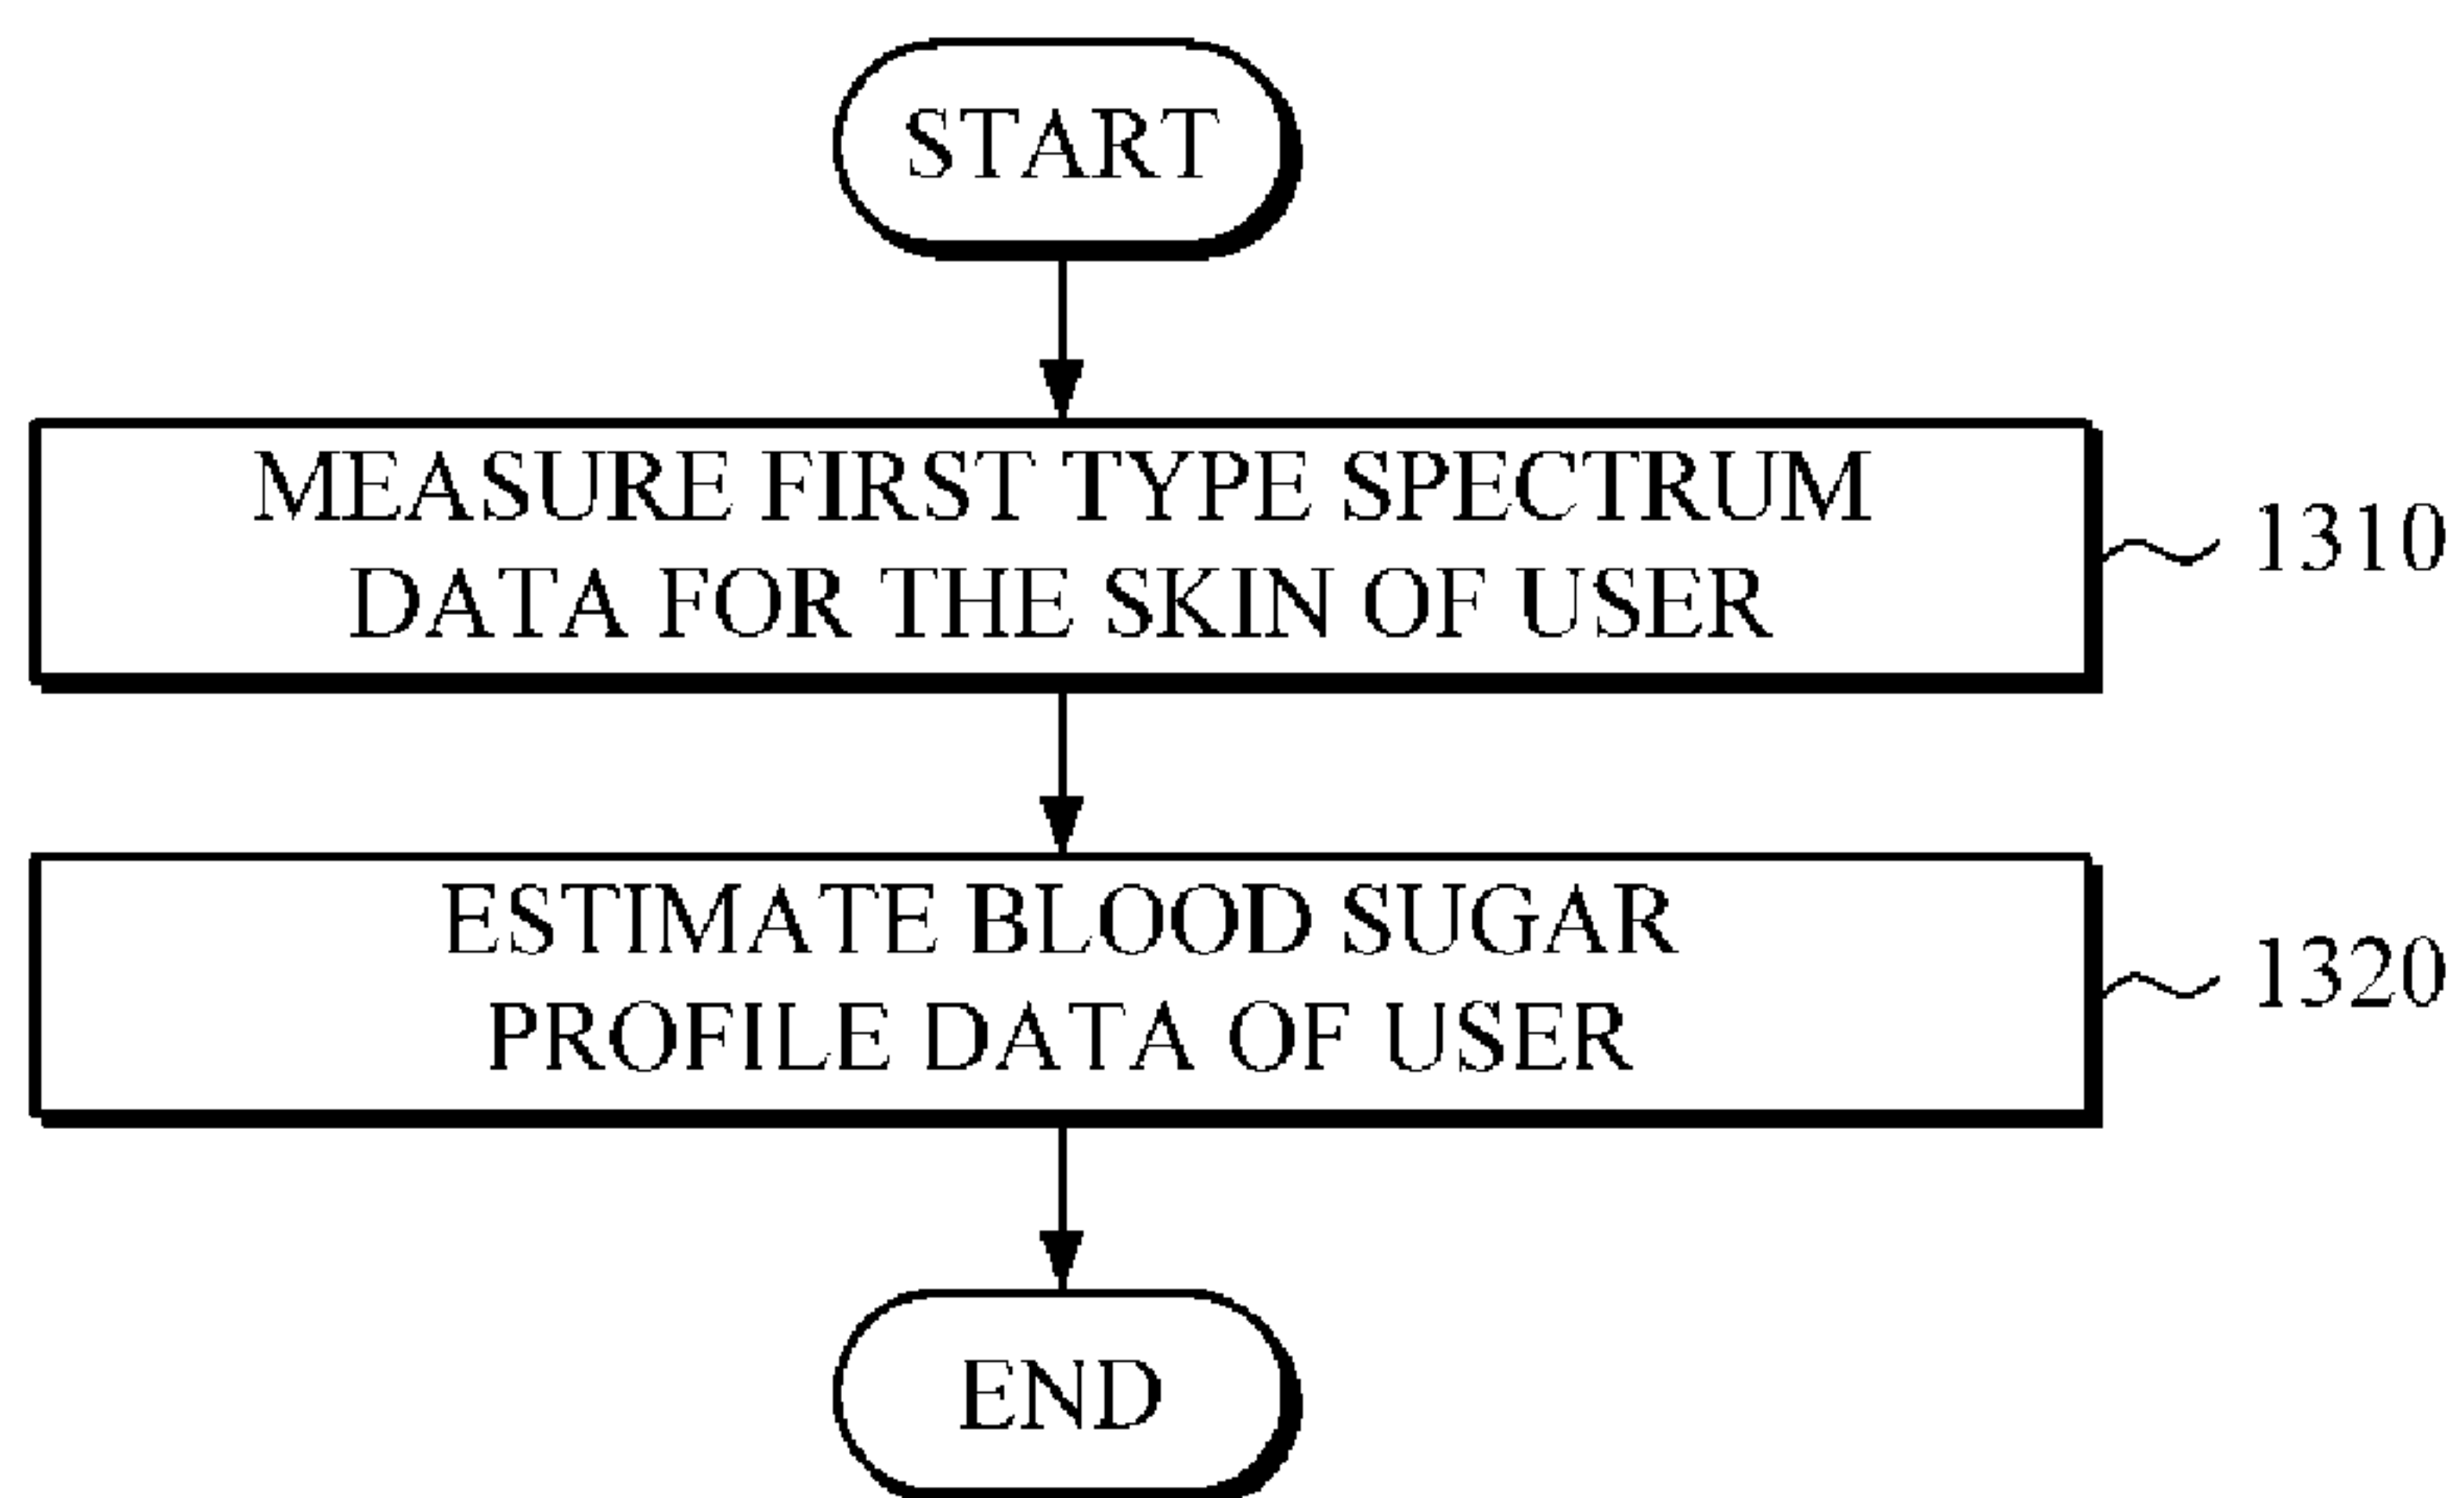 START
MEASURE FIRST TYPE SPECTRUM
DATA FOR THE SKIN OF USER
1310
ESTIMATE BLOOD SUGAR
PROFILE DATA OF USER
1320
END